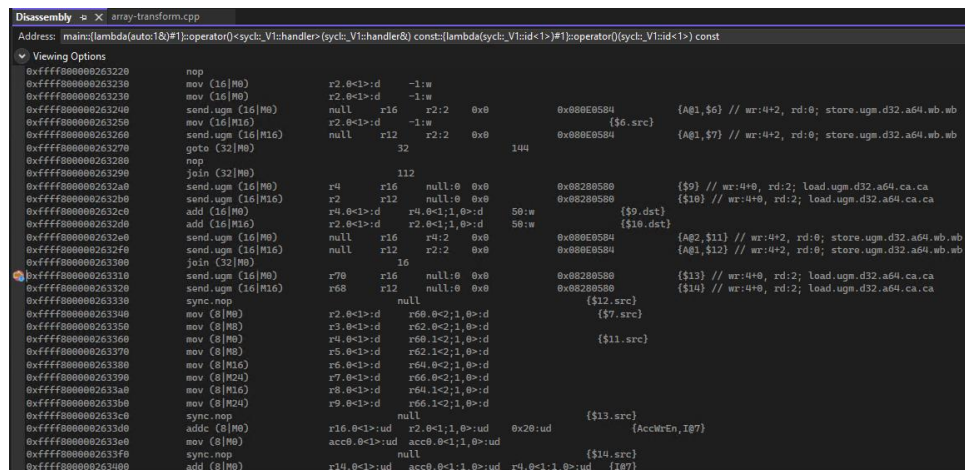 Disassembly array-transform.cpp
Address: main::{lambda(auto:1&)#1}::operator()<sycl::_V1::handler>(sycl::_V1::handler&) const::{lambda(sycl::_V1::id<1>)#1}::operator()(sycl::_V1::id<1>) const
Viewing Options
0xffff800000263220 nop
0xffff800000263230 mov (16|M0) r2.0<1>:d -1:w
0xffff800000263230 mov (16|M0) r2.0<1>:d -1:w
0xffff800000263240 send.ugm (16|M0) null r16 r2:2 0x0 0x080E0584 {A@1,$6} // wr:4+2, rd:0; store.ugm.d32.a64.wb.wb
0xffff800000263250 mov (16|M16) r2.0<1>:d -1:w {$6.src}
0xffff800000263260 send.ugm (16|M16) null r12 r2:2 0x0 0x080E0584 {A@1,$7} // wr:4+2, rd:0; store.ugm.d32.a64.wb.wb
0xffff800000263270 goto (32|M0) 32 144
0xffff800000263280 nop
0xffff800000263290 join (32|M0) 112
0xffff8000002632a0 send.ugm (16|M0) r4 r16 null:0 0x0 0x08280580 {$9} // wr:4+0, rd:2; load.ugm.d32.a64.ca.ca
0xffff8000002632b0 send.ugm (16|M16) r2 r12 null:0 0x0 0x08280580 {$10} // wr:4+0, rd:2; load.ugm.d32.a64.ca.ca
0xffff8000002632c0 add (16|M0) r4.0<1>:d r4.0<1;1,0>:d 50:w {$9.dst}
0xffff8000002632d0 add (16|M16) r2.0<1>:d r2.0<1;1,0>:d 50:w {$10.dst}
0xffff8000002632e0 send.ugm (16|M0) null r16 r4:2 0x0 0x080E0584 {A@2,$11} // wr:4+2, rd:0; store.ugm.d32.a64.wb.wb
0xffff8000002632f0 send.ugm (16|M16) null r12 r2:2 0x0 0x080E0584 {A@1,$12} // wr:4+2, rd:0; store.ugm.d32.a64.wb.wb
0xffff800000263300 join (32|M0) 16
0xffff800000263310 send.ugm (16|M0) r70 r16 null:0 0x0 0x08280580 {$13} // wr:4+0, rd:2; load.ugm.d32.a64.ca.ca
0xffff800000263320 send.ugm (16|M16) r68 r12 null:0 0x0 0x08280580 {$14} // wr:4+0, rd:2; load.ugm.d32.a64.ca.ca
0xffff800000263330 sync.nop null {$12.src}
0xffff800000263340 mov (8|M0) r2.0<1>:d r60.0<2;1,0>:d {$7.src}
0xffff800000263350 mov (8|M8) r3.0<1>:d r62.0<2;1,0>:d
0xffff800000263360 mov (8|M0) r4.0<1>:d r60.1<2;1,0>:d {$11.src}
0xffff800000263370 mov (8|M8) r5.0<1>:d r62.1<2;1,0>:d
0xffff800000263380 mov (8|M16) r6.0<1>:d r64.0<2;1,0>:d
0xffff800000263390 mov (8|M24) r7.0<1>:d r66.0<2;1,0>:d
0xffff8000002633a0 mov (8|M16) r8.0<1>:d r64.1<2;1,0>:d
0xffff8000002633b0 mov (8|M24) r9.0<1>:d r66.1<2;1,0>:d
0xffff8000002633c0 sync.nop null {$13.src}
0xffff8000002633d0 addc (8|M0) r16.0<1>:ud r2.0<1;1,0>:ud 0x20:ud {AccWrEn,I@7}
0xffff8000002633e0 mov (8|M0) acc0.0<1>:ud acc0.0<1;1,0>:ud
0xffff8000002633f0 sync.nop null {$14.src}
0xffff800000263400 add (8|M0) r14.0<1>:ud acc0.0<1;1,0>:ud r4.0<1;1,0>:ud {I@7}